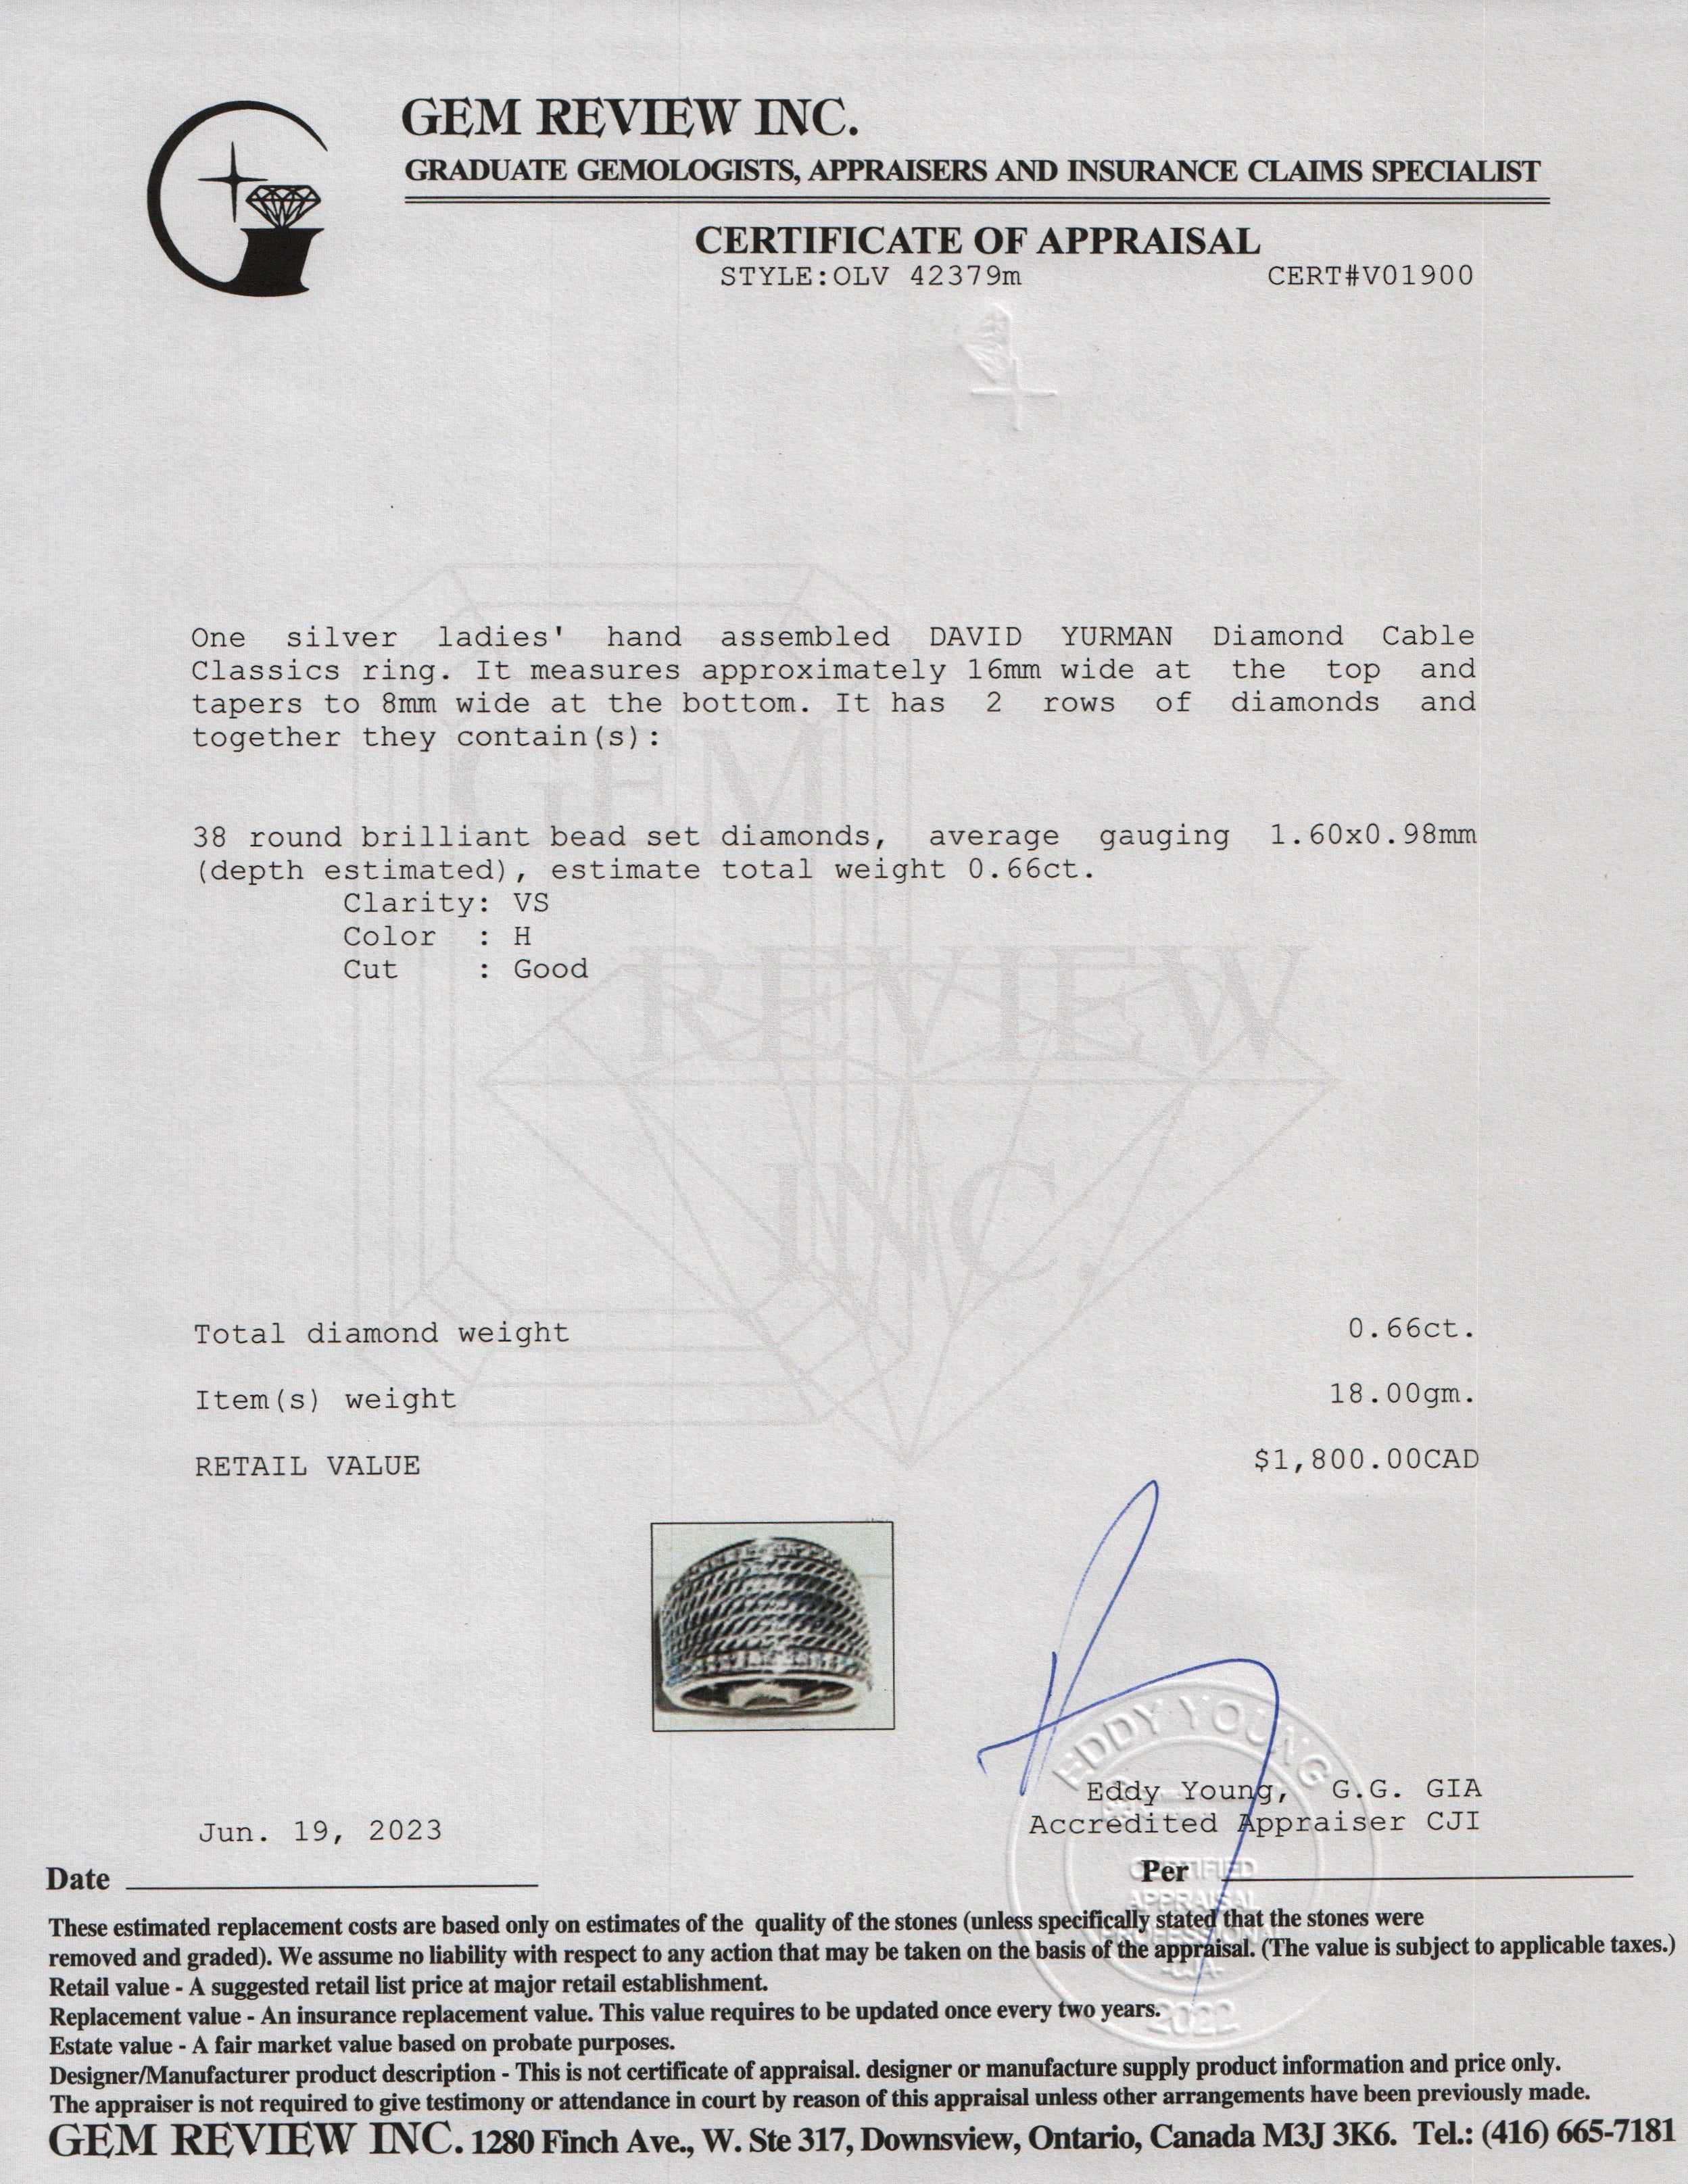 GEM REVIEW INC.
GRADUATE GEMOLOGISTS, APPRAISERS AND INSURANCE CLAIMS SPECIALIST
CERTIFICATE OF APPRAISAL
STYLE:OLV 42379m CERT#V01900
One silver ladies' hand assembled DAVID YURMAN Diamond Cable
Classics ring. It measures approximately 16mm wide at the top and
tapers to 8mm wide at the bottom. It has 2 rows of diamonds and
together they contain(s):
GEM
38 round brilliant bead set diamonds, average gauging 1.60x0.98mm
(depth estimated), estimate total weight 0.66ct.
Clarity: VS
Color : H
Cut : Good
REVIEW
INC.
Total diamond weight 0.66ct.
Item(s) weight 18.00gm.
RETAIL VALUE $1,800.00CAD
EDDY YOUNG
Eddy Young, G.G. GIA
Accredited Appraiser CJI
Jun. 19, 2023
Date
Per
CERTIFIED
APPRAISAL
PROFESSIONAL
-CJA-
2022
These estimated replacement costs are based only on estimates of the quality of the stones (unless specifically stated that the stones were
removed and graded). We assume no liability with respect to any action that may be taken on the basis of the appraisal. (The value is subject to applicable taxes.)
Retail value - A suggested retail list price at major retail establishment.
Replacement value - An insurance replacement value. This value requires to be updated once every two years.
Estate value - A fair market value based on probate purposes.
Designer/Manufacturer product description - This is not certificate of appraisal. designer or manufacture supply product information and price only.
The appraiser is not required to give testimony or attendance in court by reason of this appraisal unless other arrangements have been previously made.
GEM REVIEW INC. 1280 Finch Ave., W. Ste 317, Downsview, Ontario, Canada M3J 3K6. Tel.: (416) 665-7181